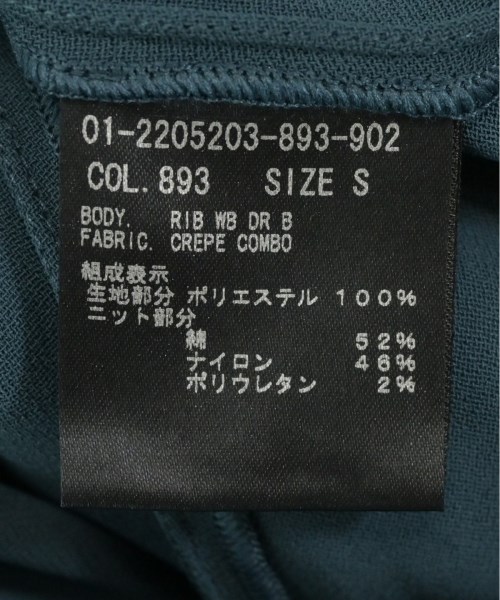 01-2205203-893-902
COL. 893 SIZE S
BODY. RIB WB DR B
FABRIC. CREPE COMBO
組成表示
生地部分 ポリエステル 100%
ニット部分
綿 52%
ナイロン 46%
ポリウレタン 2%